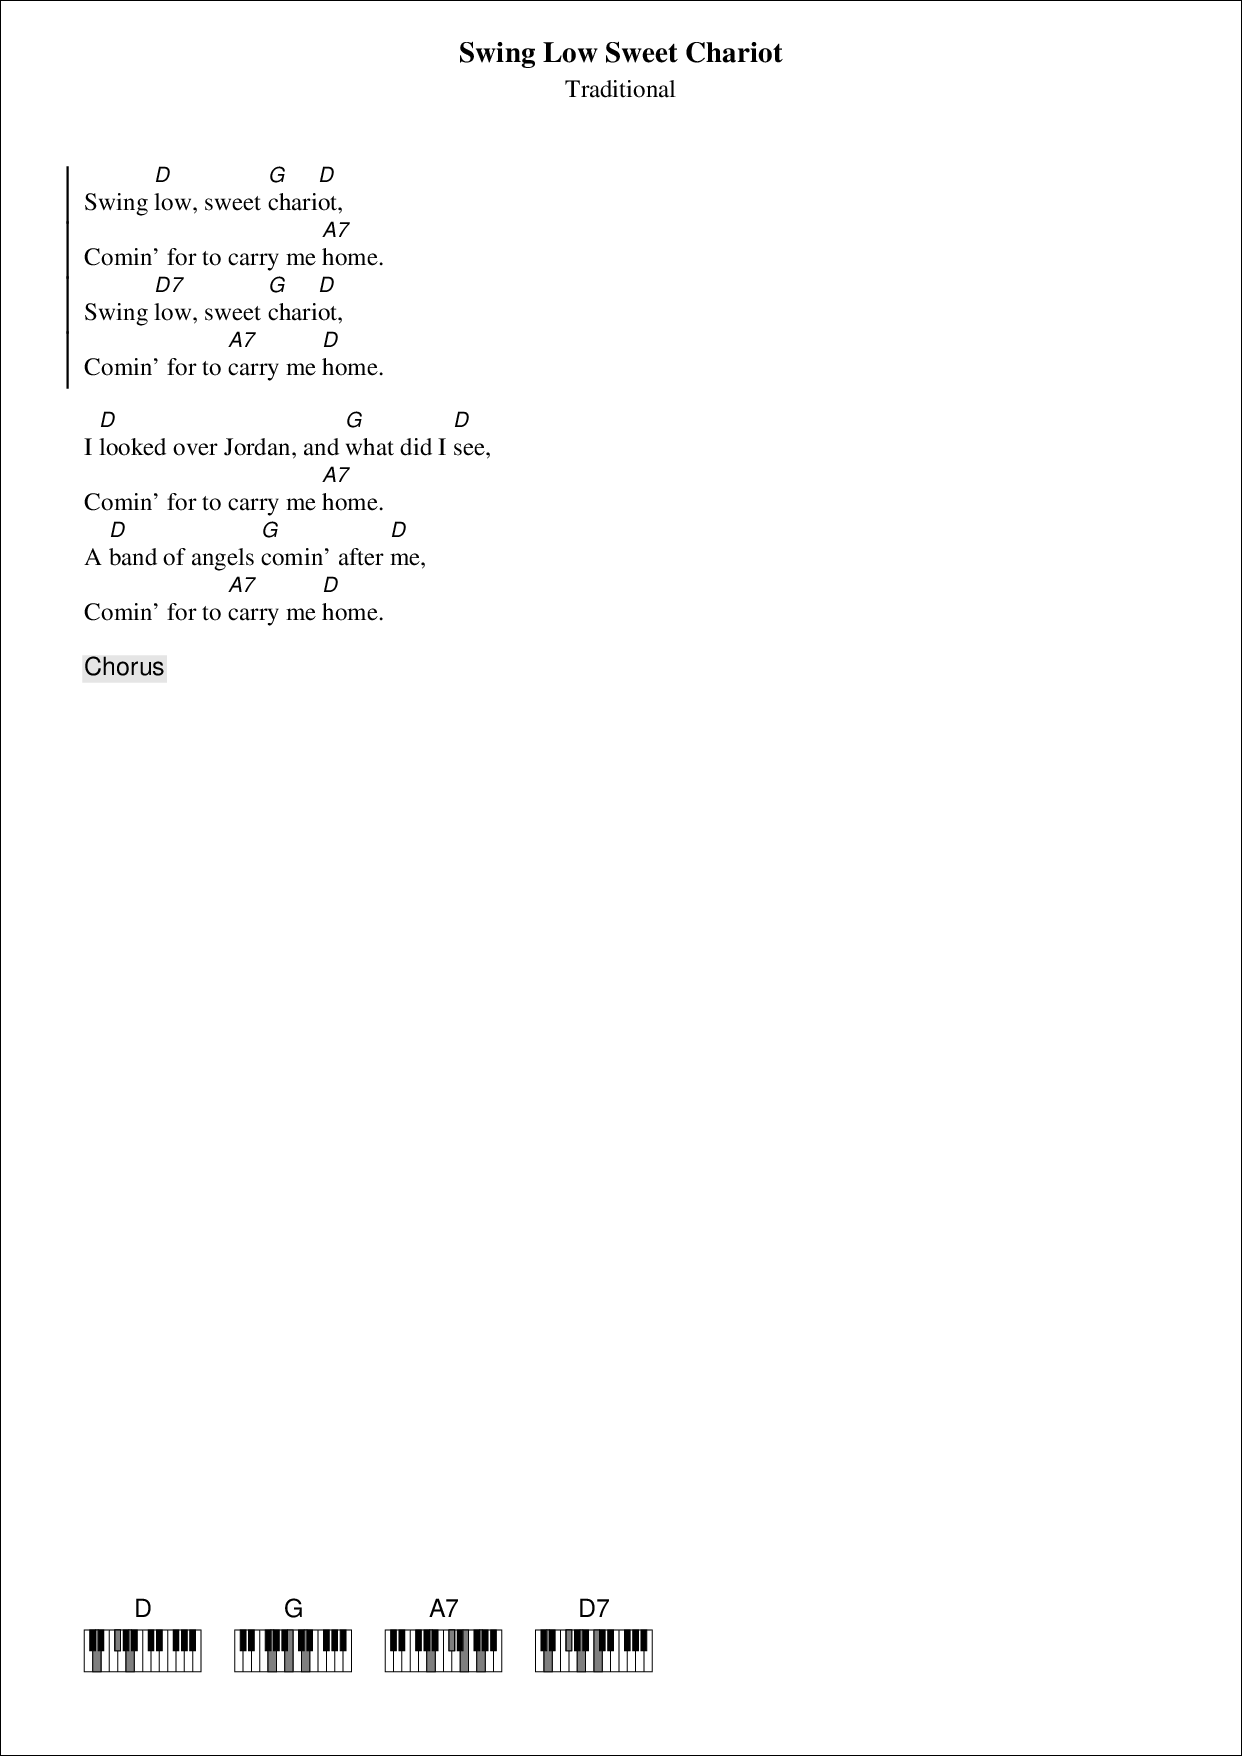 Swing Low Sweet Chariot
Traditional
D G D
Swing low, sweet chariot,
A7
Comin' for to carry me home.
D7 G D
Swing low, sweet chariot,
A7 D
Comin' for to carry me home.
D G D
I looked over Jordan, and what did I see,
A7
Comin' for to carry me home.
D G D
A band of angels comin' after me,
A7 D
Comin' for to carry me home.
Chorus
D G A7 D7